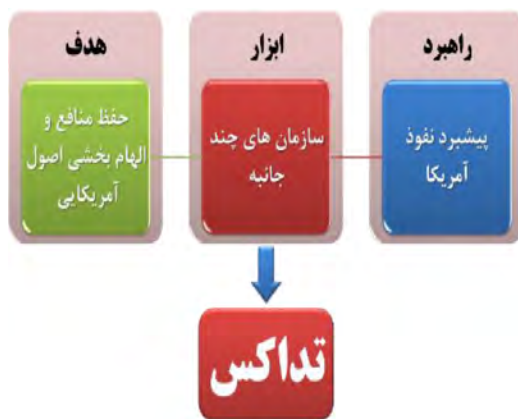 راهبرد
ابزار
هدف
پیشبرد نفوذ
آمریکا
سازمان های چند
جانبه
حفظ منافع و
الهام بخشی اصول
آمریکایی
تداکس